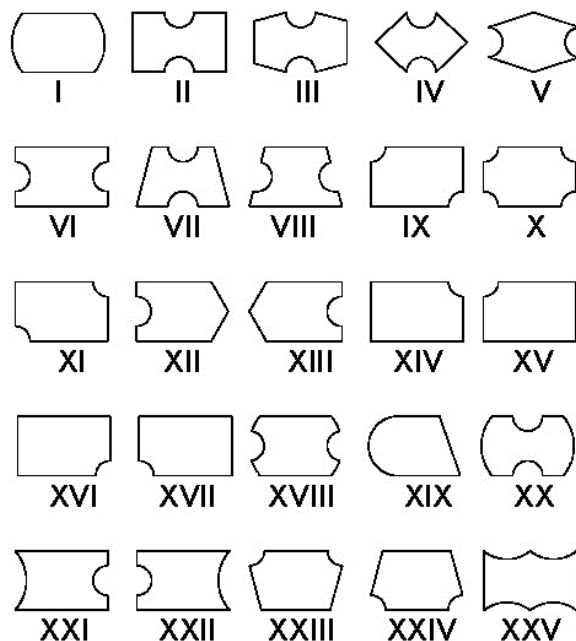 I II III IV V
VI VII VIII IX X
XI XII XIII XIV XV
XVI XVII XVIII XIX XX
XXI XXII XXIII XXIV XXV